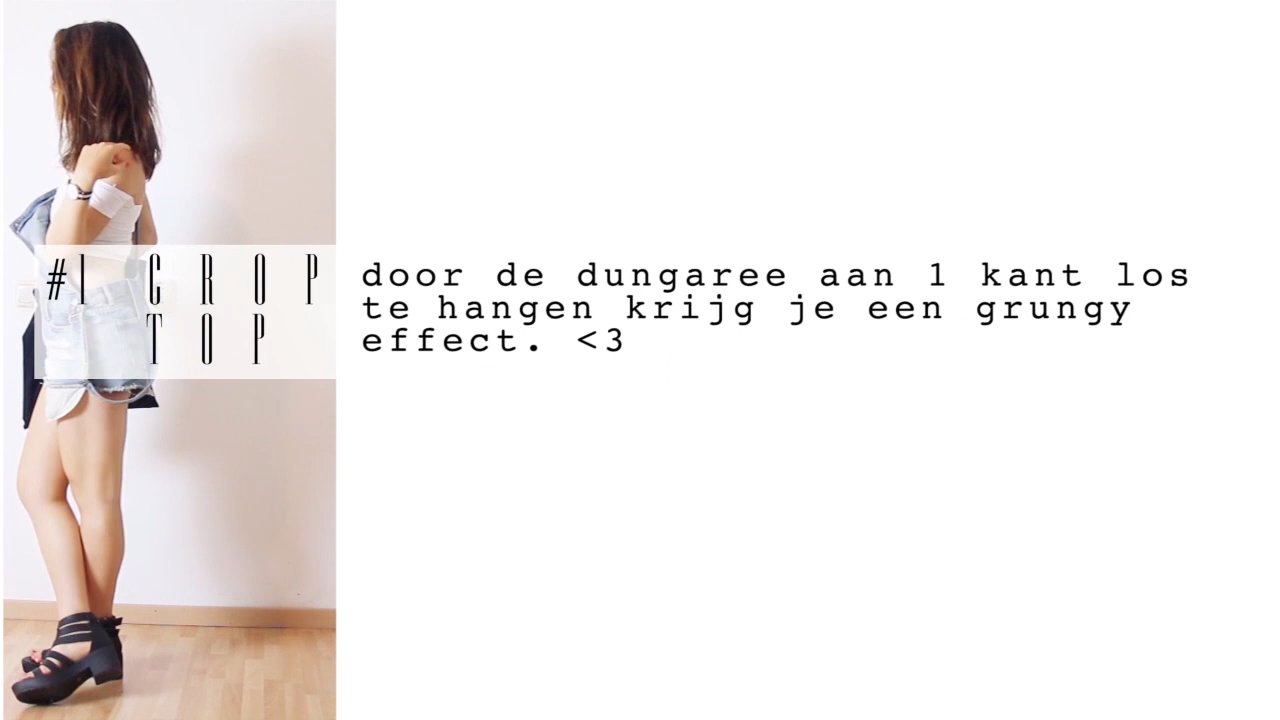 #1 CROP
TOP
door de dungaree aan 1 kant los
te hangen krijg je een grungy
effect. <3